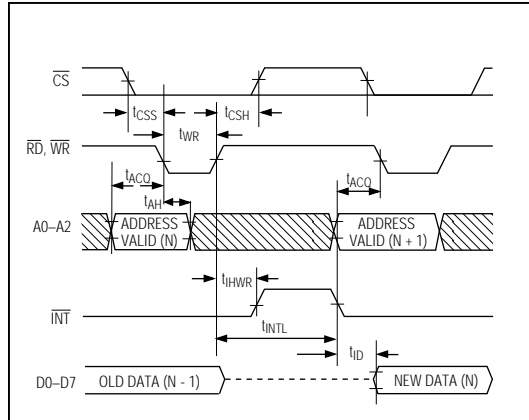 CS
tCSS
tCSH
tWR
RD, WR
tACQ
tACQ
tAH
A0–A2
ADDRESS
VALID (N)
ADDRESS
VALID (N + 1)
tIHWR
INT
tINTL
tID
D0–D7
OLD DATA (N - 1)
NEW DATA (N)